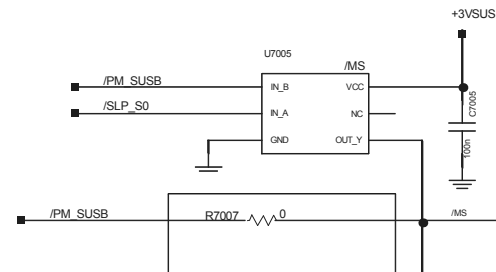 +3VSUS
U7005
/MS
/PM_SUSB
IN_B
VCC
/SLP_S0
IN_A
NC
C7005
GND
OUT_Y
100n
/PM_SUSB
R7007
0
/MS